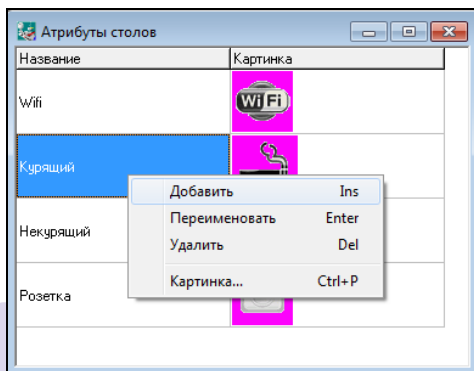 Атрибуты столов
Название Картинка
Wifi WiFi
Курящий
Добавить Ins
Переименовать Enter
Некурящий
Удалить Del
Картинка... Ctrl+P
Розетка